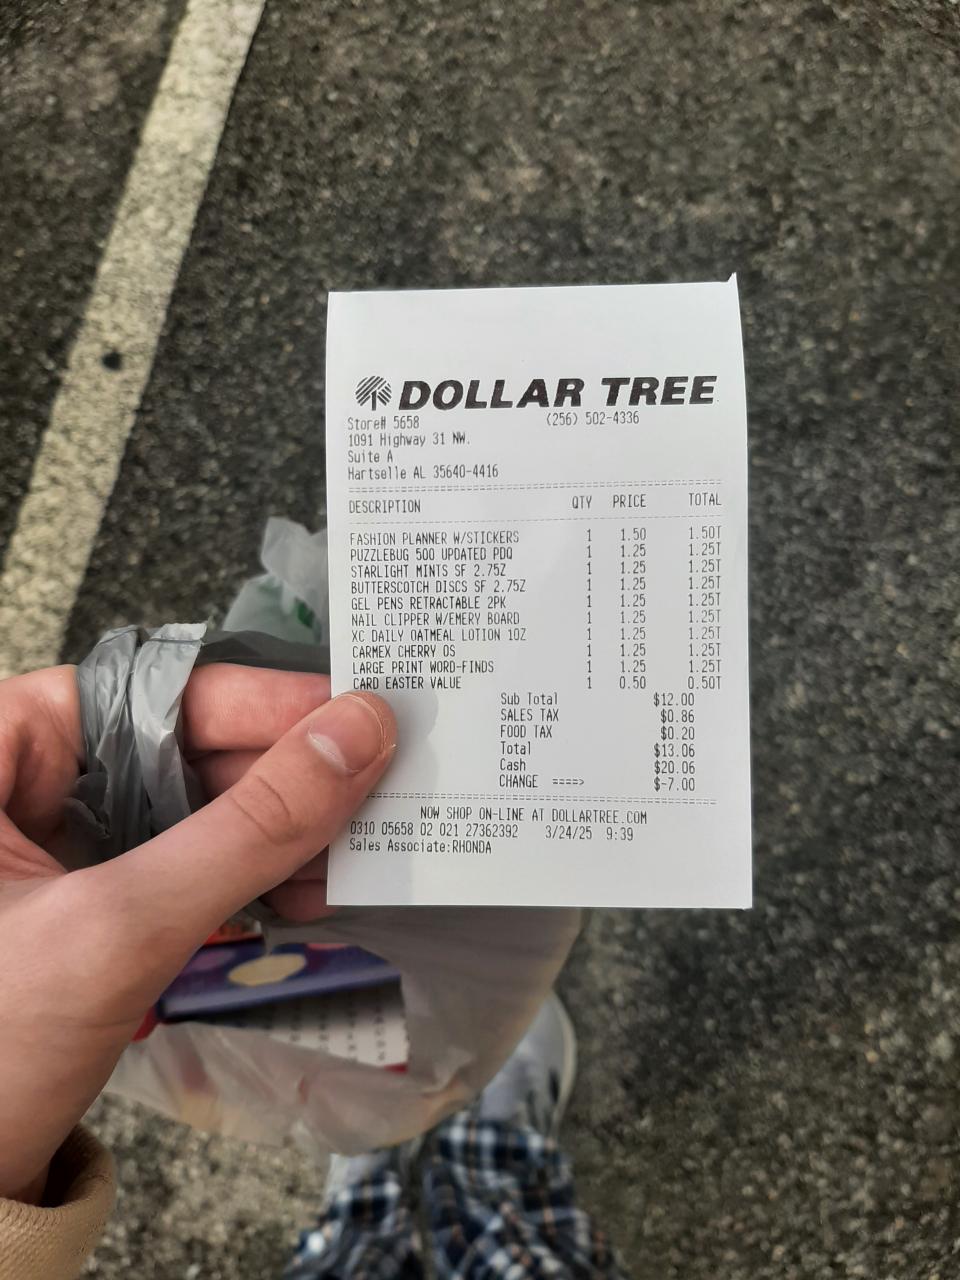 DOLLAR TREE
Store# 5658 (256) 502-4336
1091 Highway 31 NW.
Suite A
Hartselle AL 35640-4416
DESCRIPTION QTY PRICE TOTAL
FASHION PLANNER W/STICKERS 1 1.50 1.50T
PUZZLEBUG 500 UPDATED PDQ 1 1.25 1.25T
STARLIGHT MINTS SF 2.75Z 1 1.25 1.25T
BUTTERSCOTCH DISCS SF 2.75Z 1 1.25 1.25T
GEL PENS RETRACTABLE 2PK 1 1.25 1.25T
NAIL CLIPPER W/EMERY BOARD 1 1.25 1.25T
XC DAILY OATMEAL LOTION 10Z 1 1.25 1.25T
CARMEX CHERRY OS 1 1.25 1.25T
LARGE PRINT WORD-FINDS 1 1.25 1.25T
CARD EASTER VALUE 1 0.50 0.50T
Sub Total $12.00
SALES TAX $0.86
FOOD TAX $0.20
Total $13.06
Cash $20.06
CHANGE ====> $-7.00
NOW SHOP ON-LINE AT DOLLARTREE.COM
0310 05658 02 021 27362392 3/24/25 9:39
Sales Associate:RHONDA